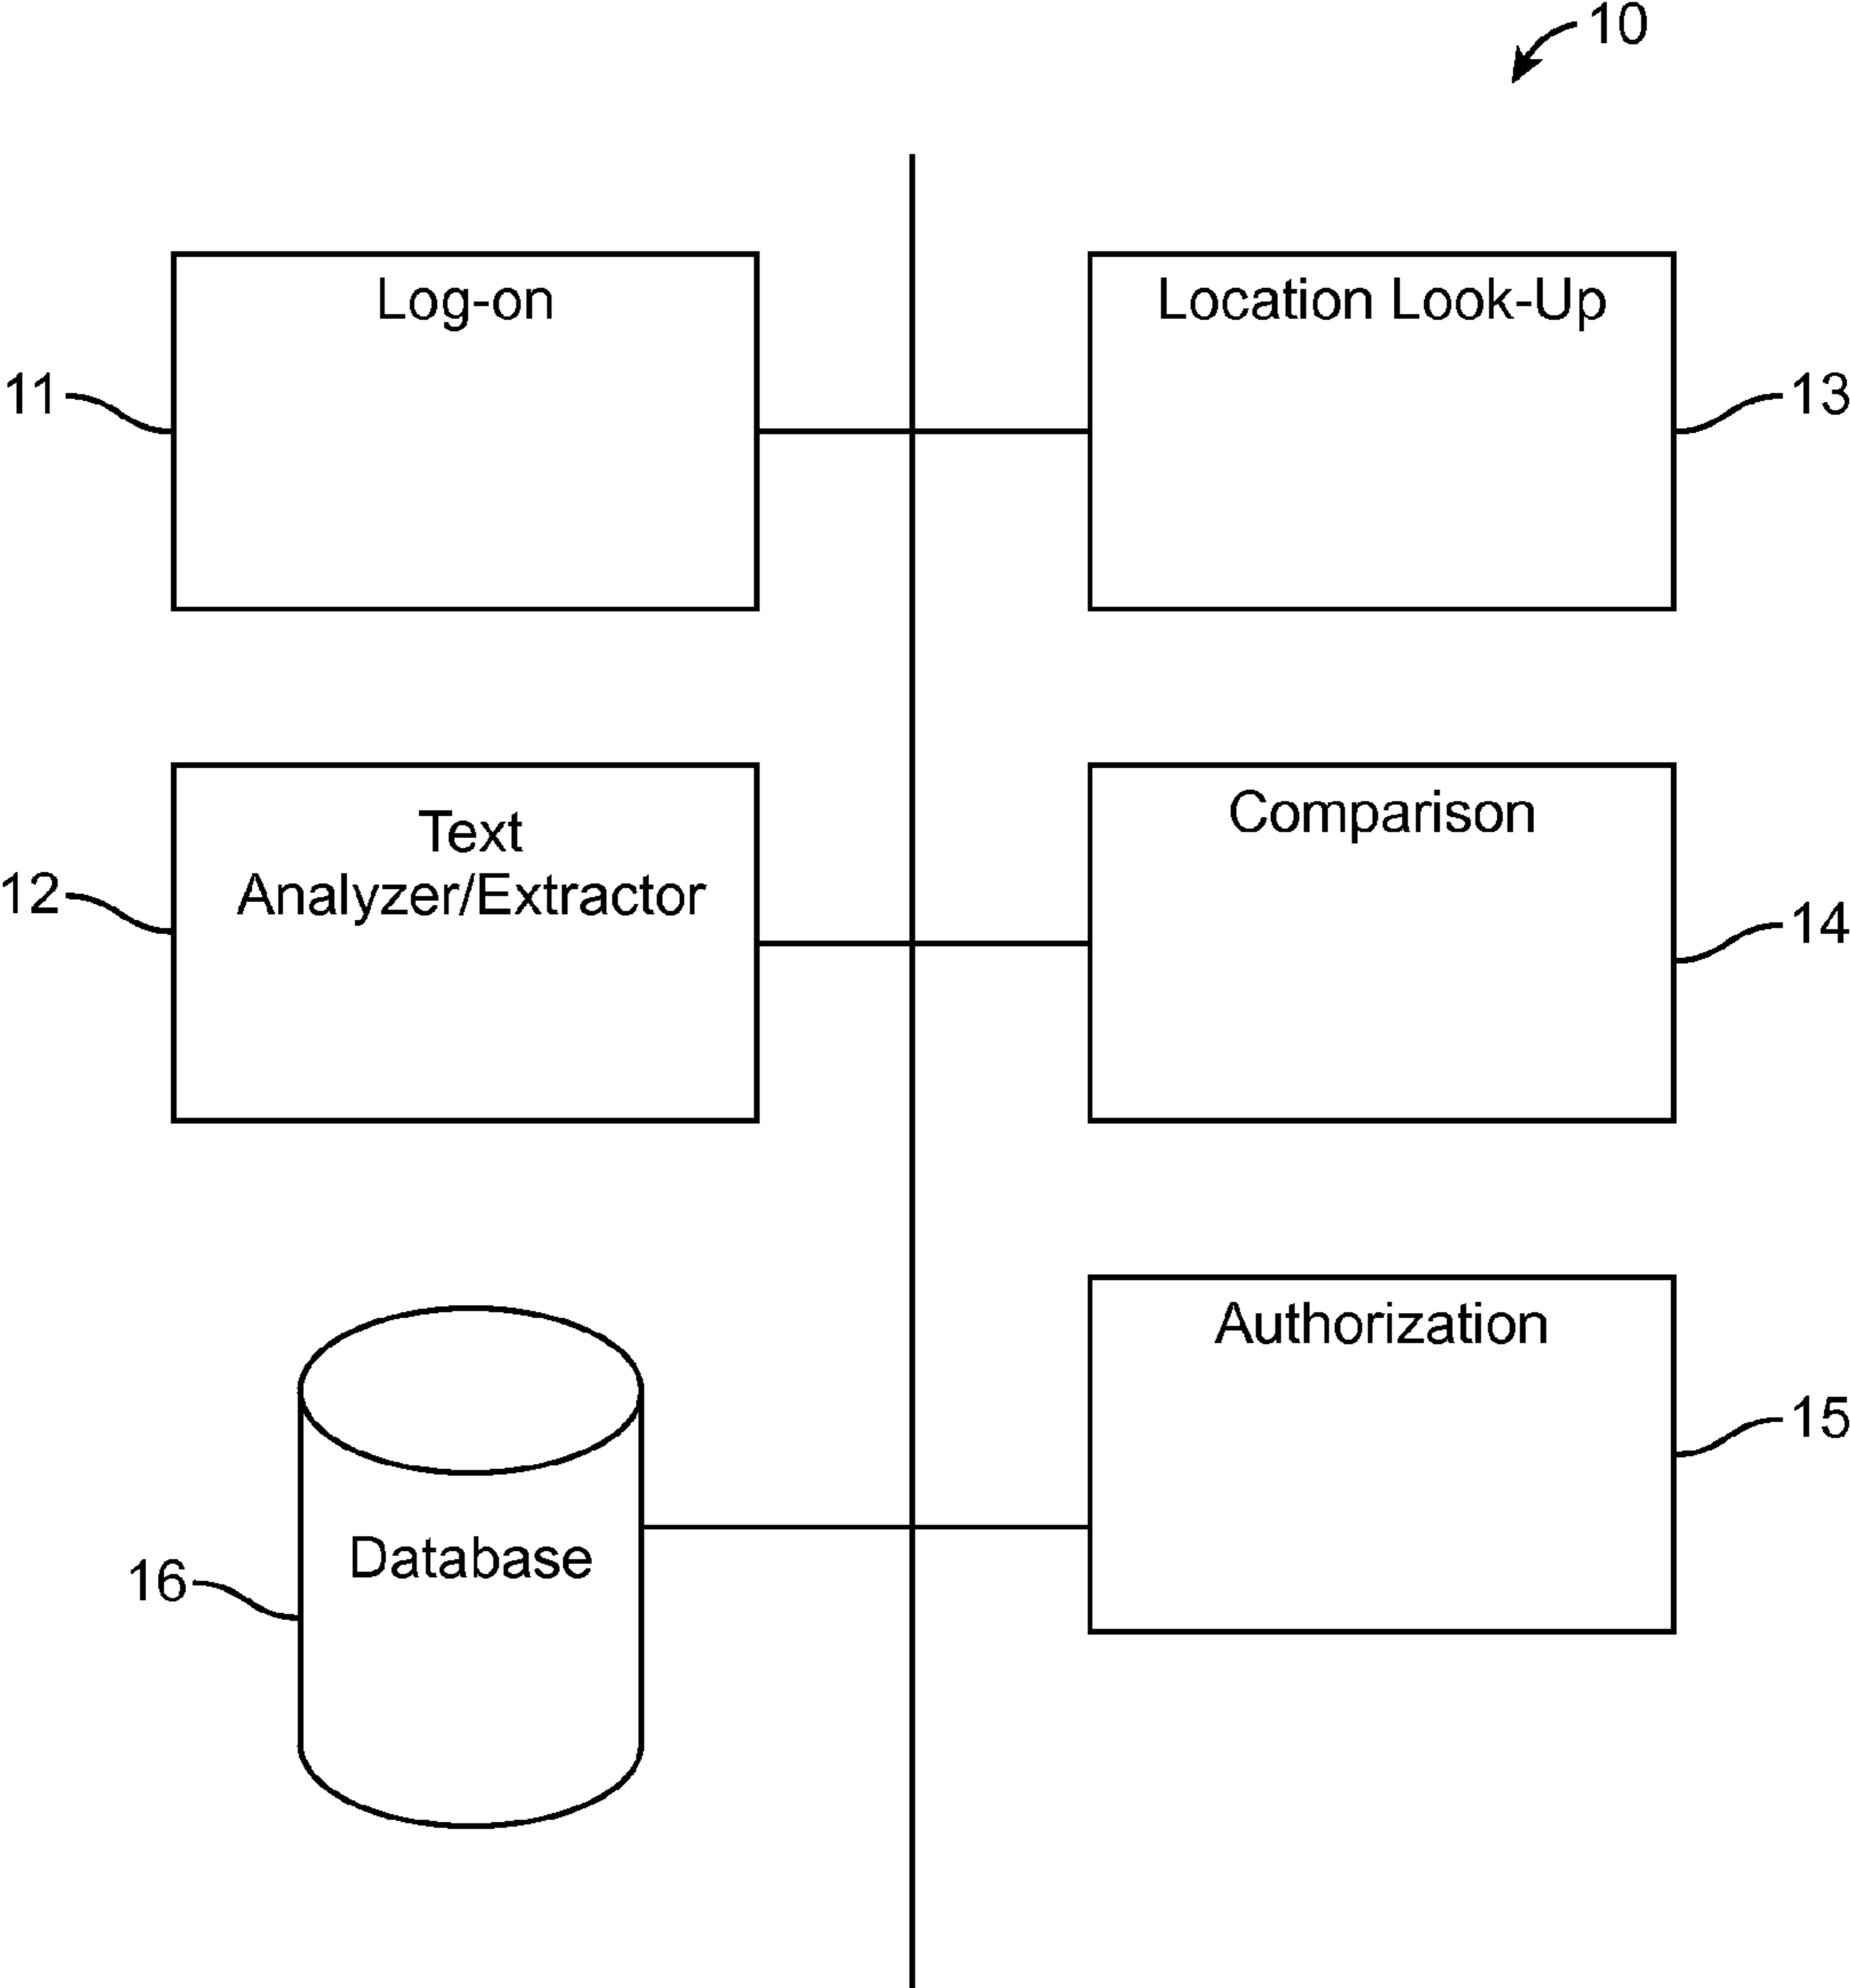 10
Log-on
Location Look-Up
11
13
Text
Analyzer/Extractor
Comparison
12
14
Authorization
15
Database
16